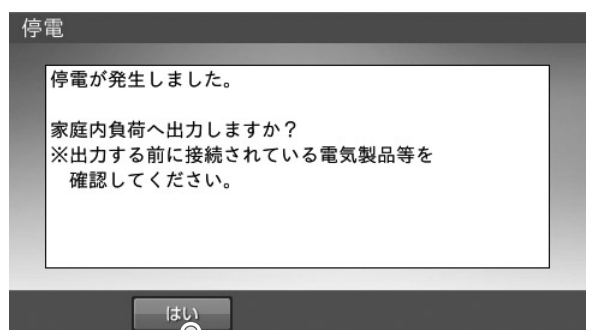 停電
停電が発生しました。
家庭内負荷へ出力しますか？
※出力する前に接続されている電気製品等を
確認してください。
はい